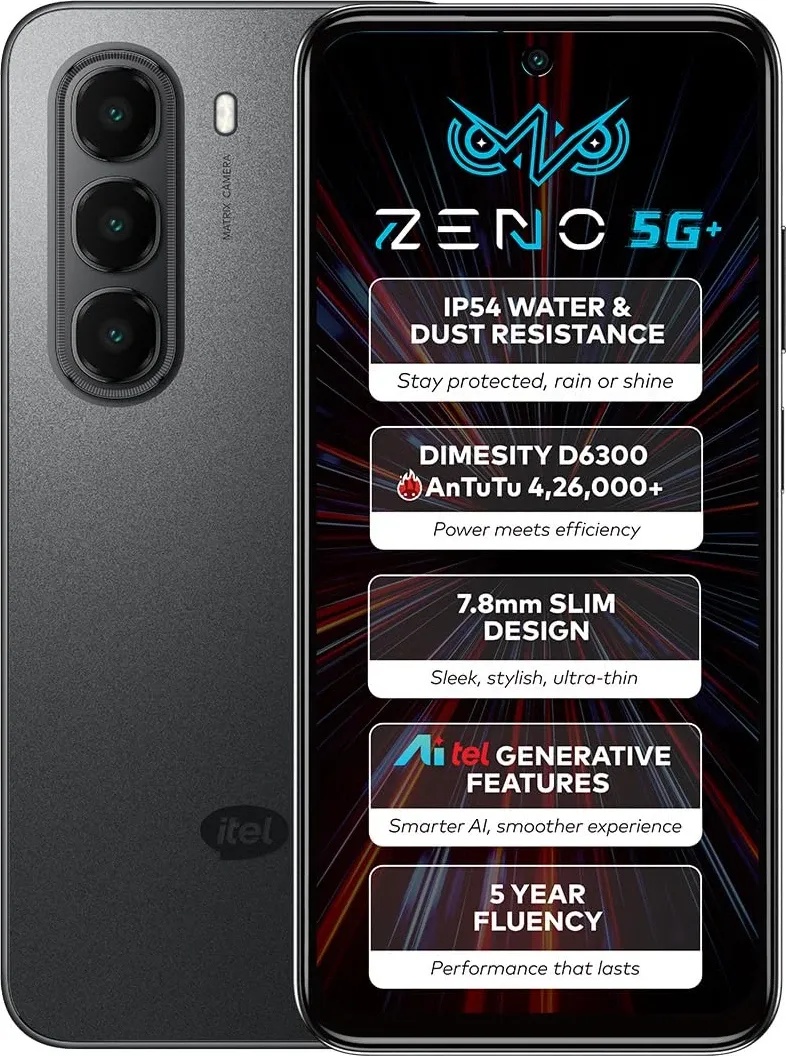 MATRIX CAMERA
itel
ZENO 5G+
IP54 WATER &
DUST RESISTANCE
Stay protected, rain or shine
DIMESITY D6300
AnTuTu 4,26,000+
Power meets efficiency
7.8mm SLIM
DESIGN
Sleek, stylish, ultra-thin
Ai tel GENERATIVE
FEATURES
Smarter AI, smoother experience
5 YEAR
FLUENCY
Performance that lasts